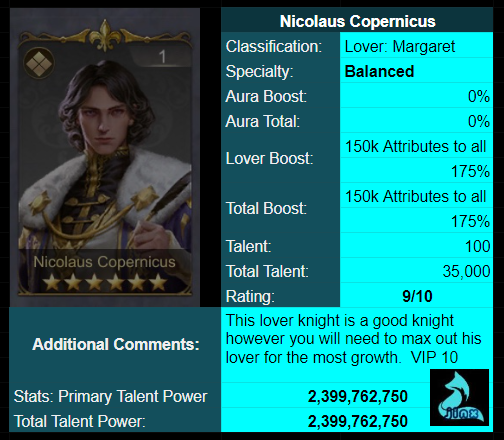 Nicolaus Copernicus
1
Nicolaus Copernicus
Classification: Lover: Margaret
Specialty: Balanced
Aura Boost: 0%
Aura Total: 0%
Lover Boost: 150k Attributes to all
175%
Total Boost: 150k Attributes to all
175%
Talent: 100
Total Talent: 35,000
Rating: 9/10
Additional Comments:
This lover knight is a good knight
however you will need to max out his
lover for the most growth.  VIP 10
Stats: Primary Talent Power 2,399,762,750
Total Talent Power: 2,399,762,750